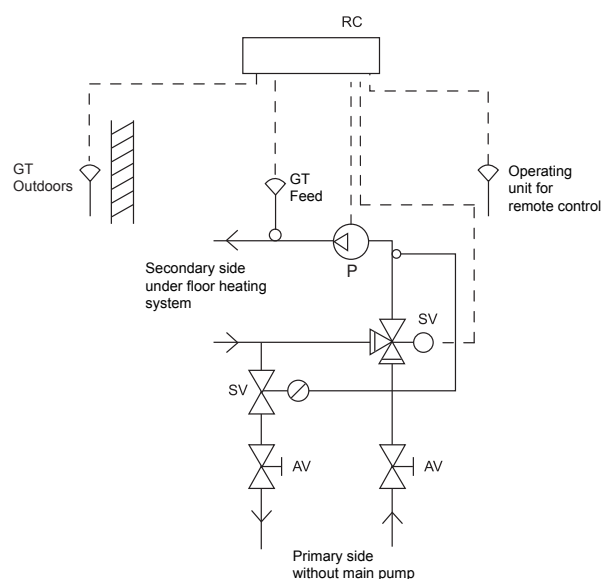 RC
GT
Outdoors
GT
Feed
Operating
unit for
remote control
P
Secondary side
under floor heating
system
SV
SV
AV
AV
Primary side
without main pump